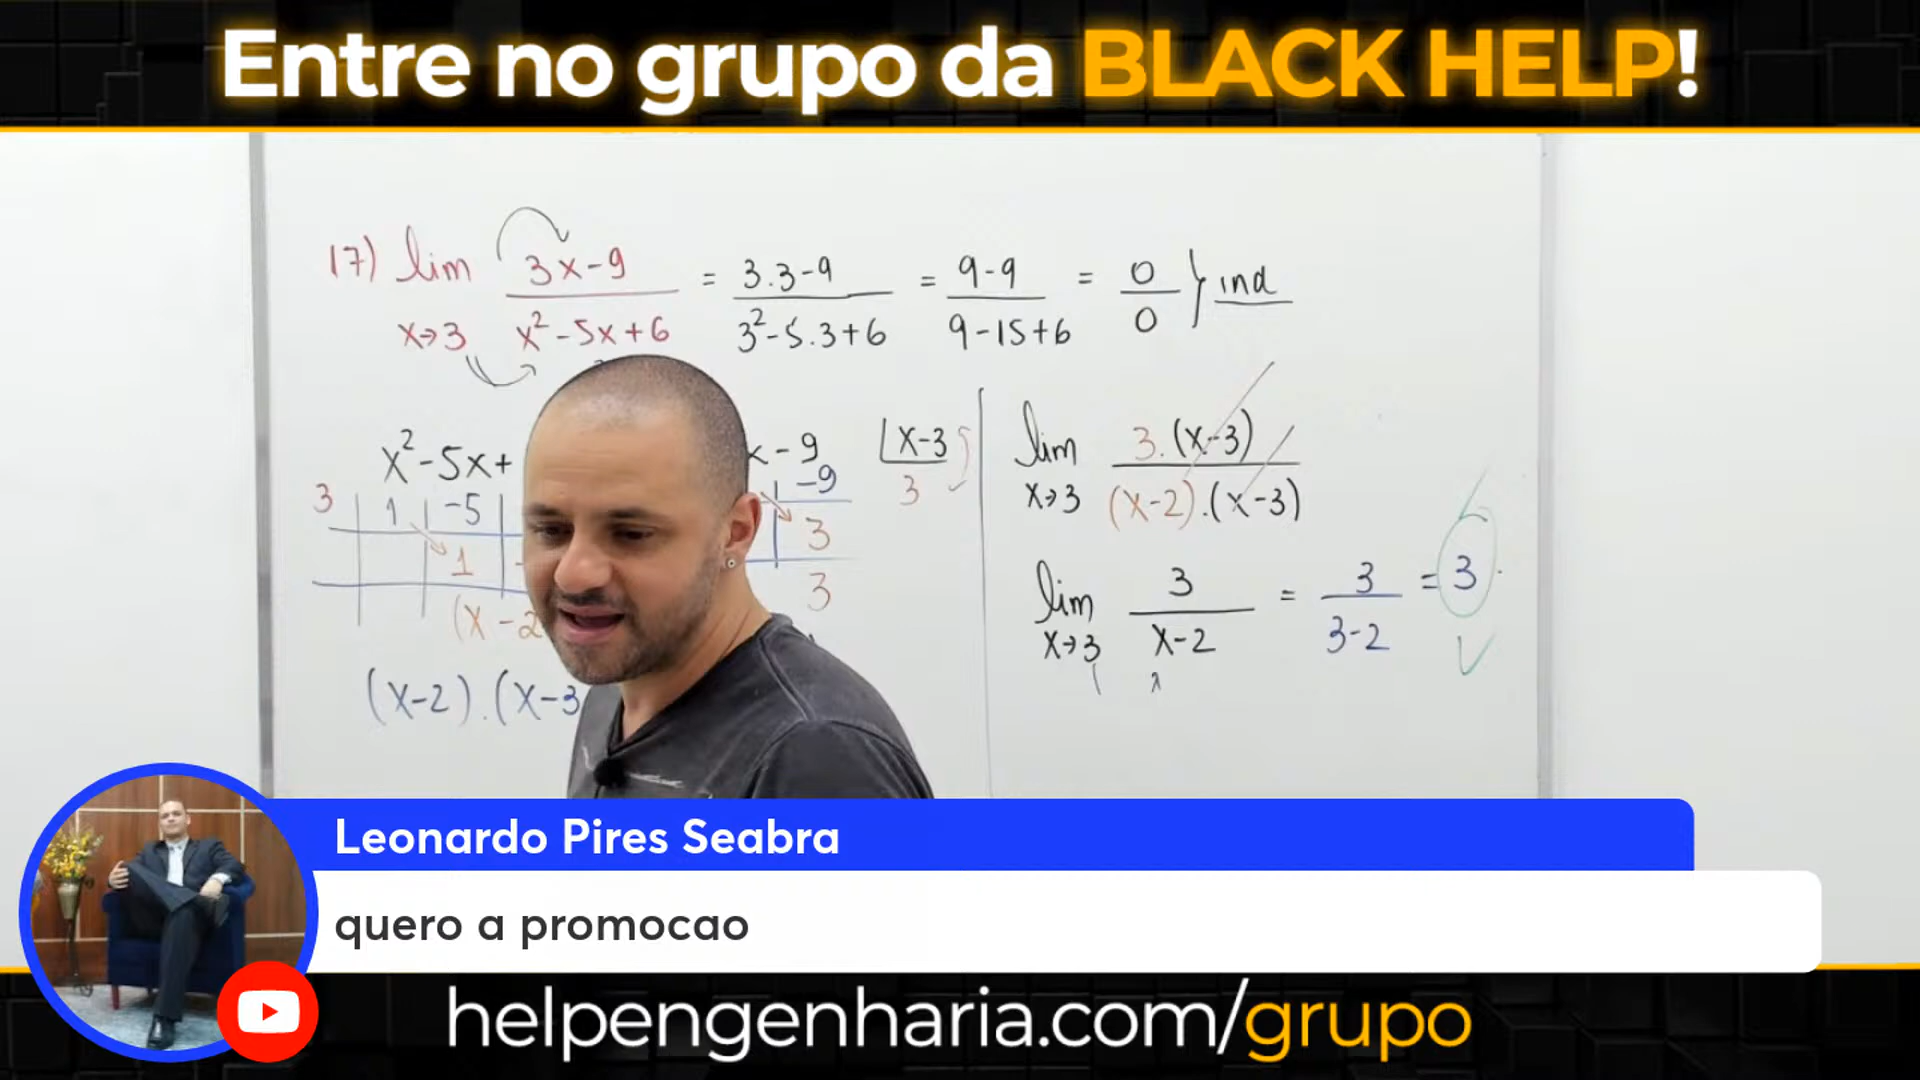 Entre no grupo da BLACK HELP!
17) lim 3x-9 / x²-5x+6 = 3.3-9 / 3²-5.3+6 = 9-9 / 9-15+6 = 0 / 0 } ind
x→3
x²-5x+
3 | 1 | -5
1
(x-2
(x-2).(x-3
x-9 | x-3
-9
3
3
3
lim 3.(x-3) / (x-2).(x-3)
x→3
lim 3 / x-2 = 3 / 3-2 = 3
x→3
Leonardo Pires Seabra
quero a promocao
helpengenharia.com/grupo